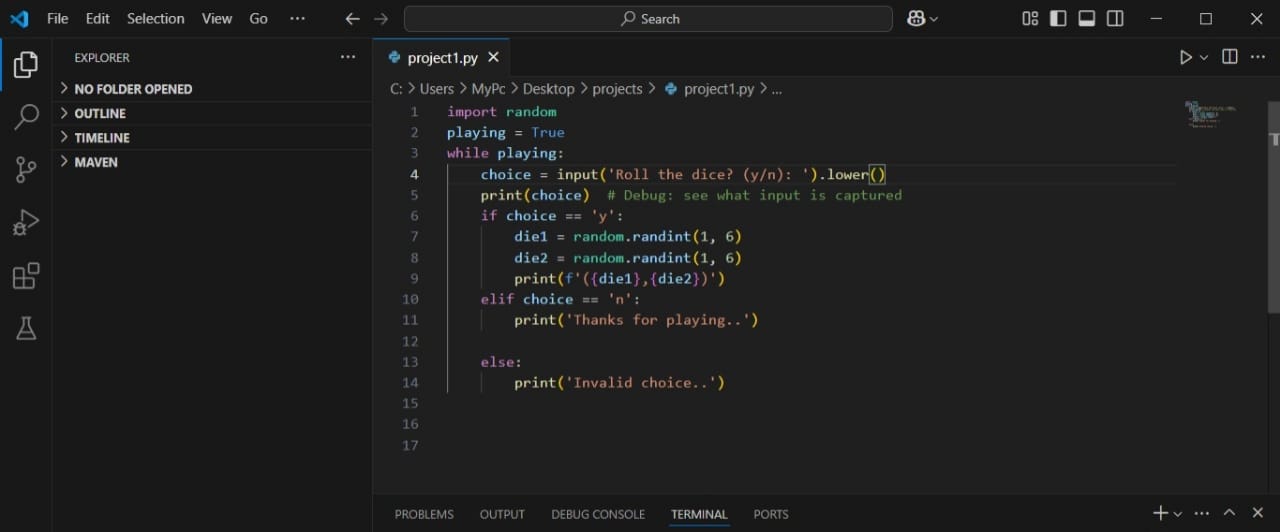 File Edit Selection View Go ... Search
EXPLORER ...
NO FOLDER OPENED
OUTLINE
TIMELINE
MAVEN
project1.py
C: > Users > MyPc > Desktop > projects > project1.py > ...
1 import random
2 playing = True
3 while playing:
4     choice = input('Roll the dice? (y/n): ').lower()
5     print(choice)  # Debug: see what input is captured
6     if choice == 'y':
7         die1 = random.randint(1, 6)
8         die2 = random.randint(1, 6)
9         print(f'({die1},{die2})')
10     elif choice == 'n':
11         print('Thanks for playing..')
12
13     else:
14         print('Invalid choice..')
15
16
17
PROBLEMS OUTPUT DEBUG CONSOLE TERMINAL PORTS